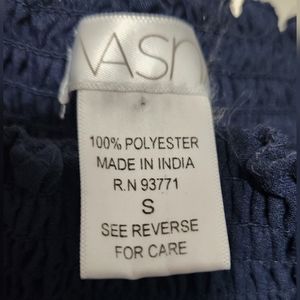 100% POLYESTER
MADE IN INDIA
R.N 93771
S
SEE REVERSE
FOR CARE